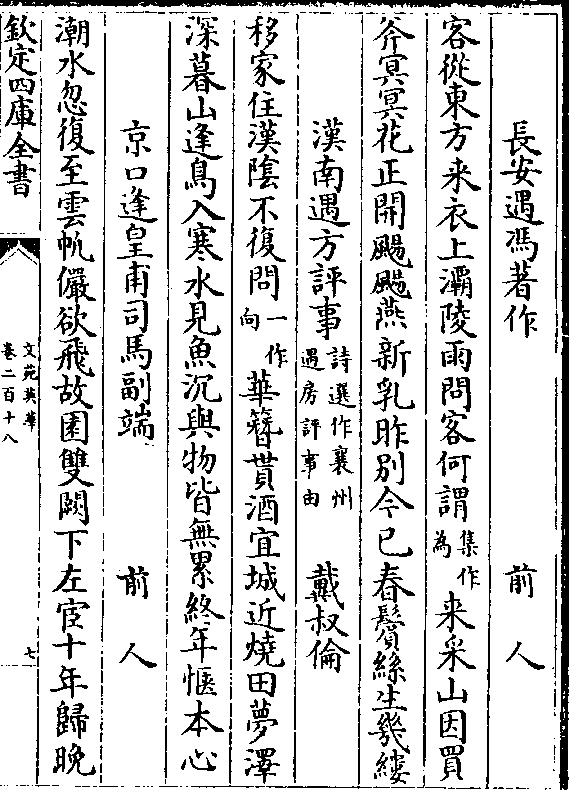 長安遇馮著作　前人
客從東方来衣上灞陵雨問客何謂集作為来采山因買
斧冥冥花正開颺颺燕新乳昨别今已春鬢絲生幾縷
漢南遇方評事詩選作襄州遇房評事由　戴叔倫
移家住漢陰不復問一作向華簪貰酒宜城近燒田夢澤
深暮山逢鳥入寒水見魚沉與物皆無累終年愜本心
京口逢皇甫司馬副端　前人
潮水忽復至雲帆儼欲飛故園雙闕下左宦十年歸晚
欽定四庫全書
文苑英華
卷二百十八
七